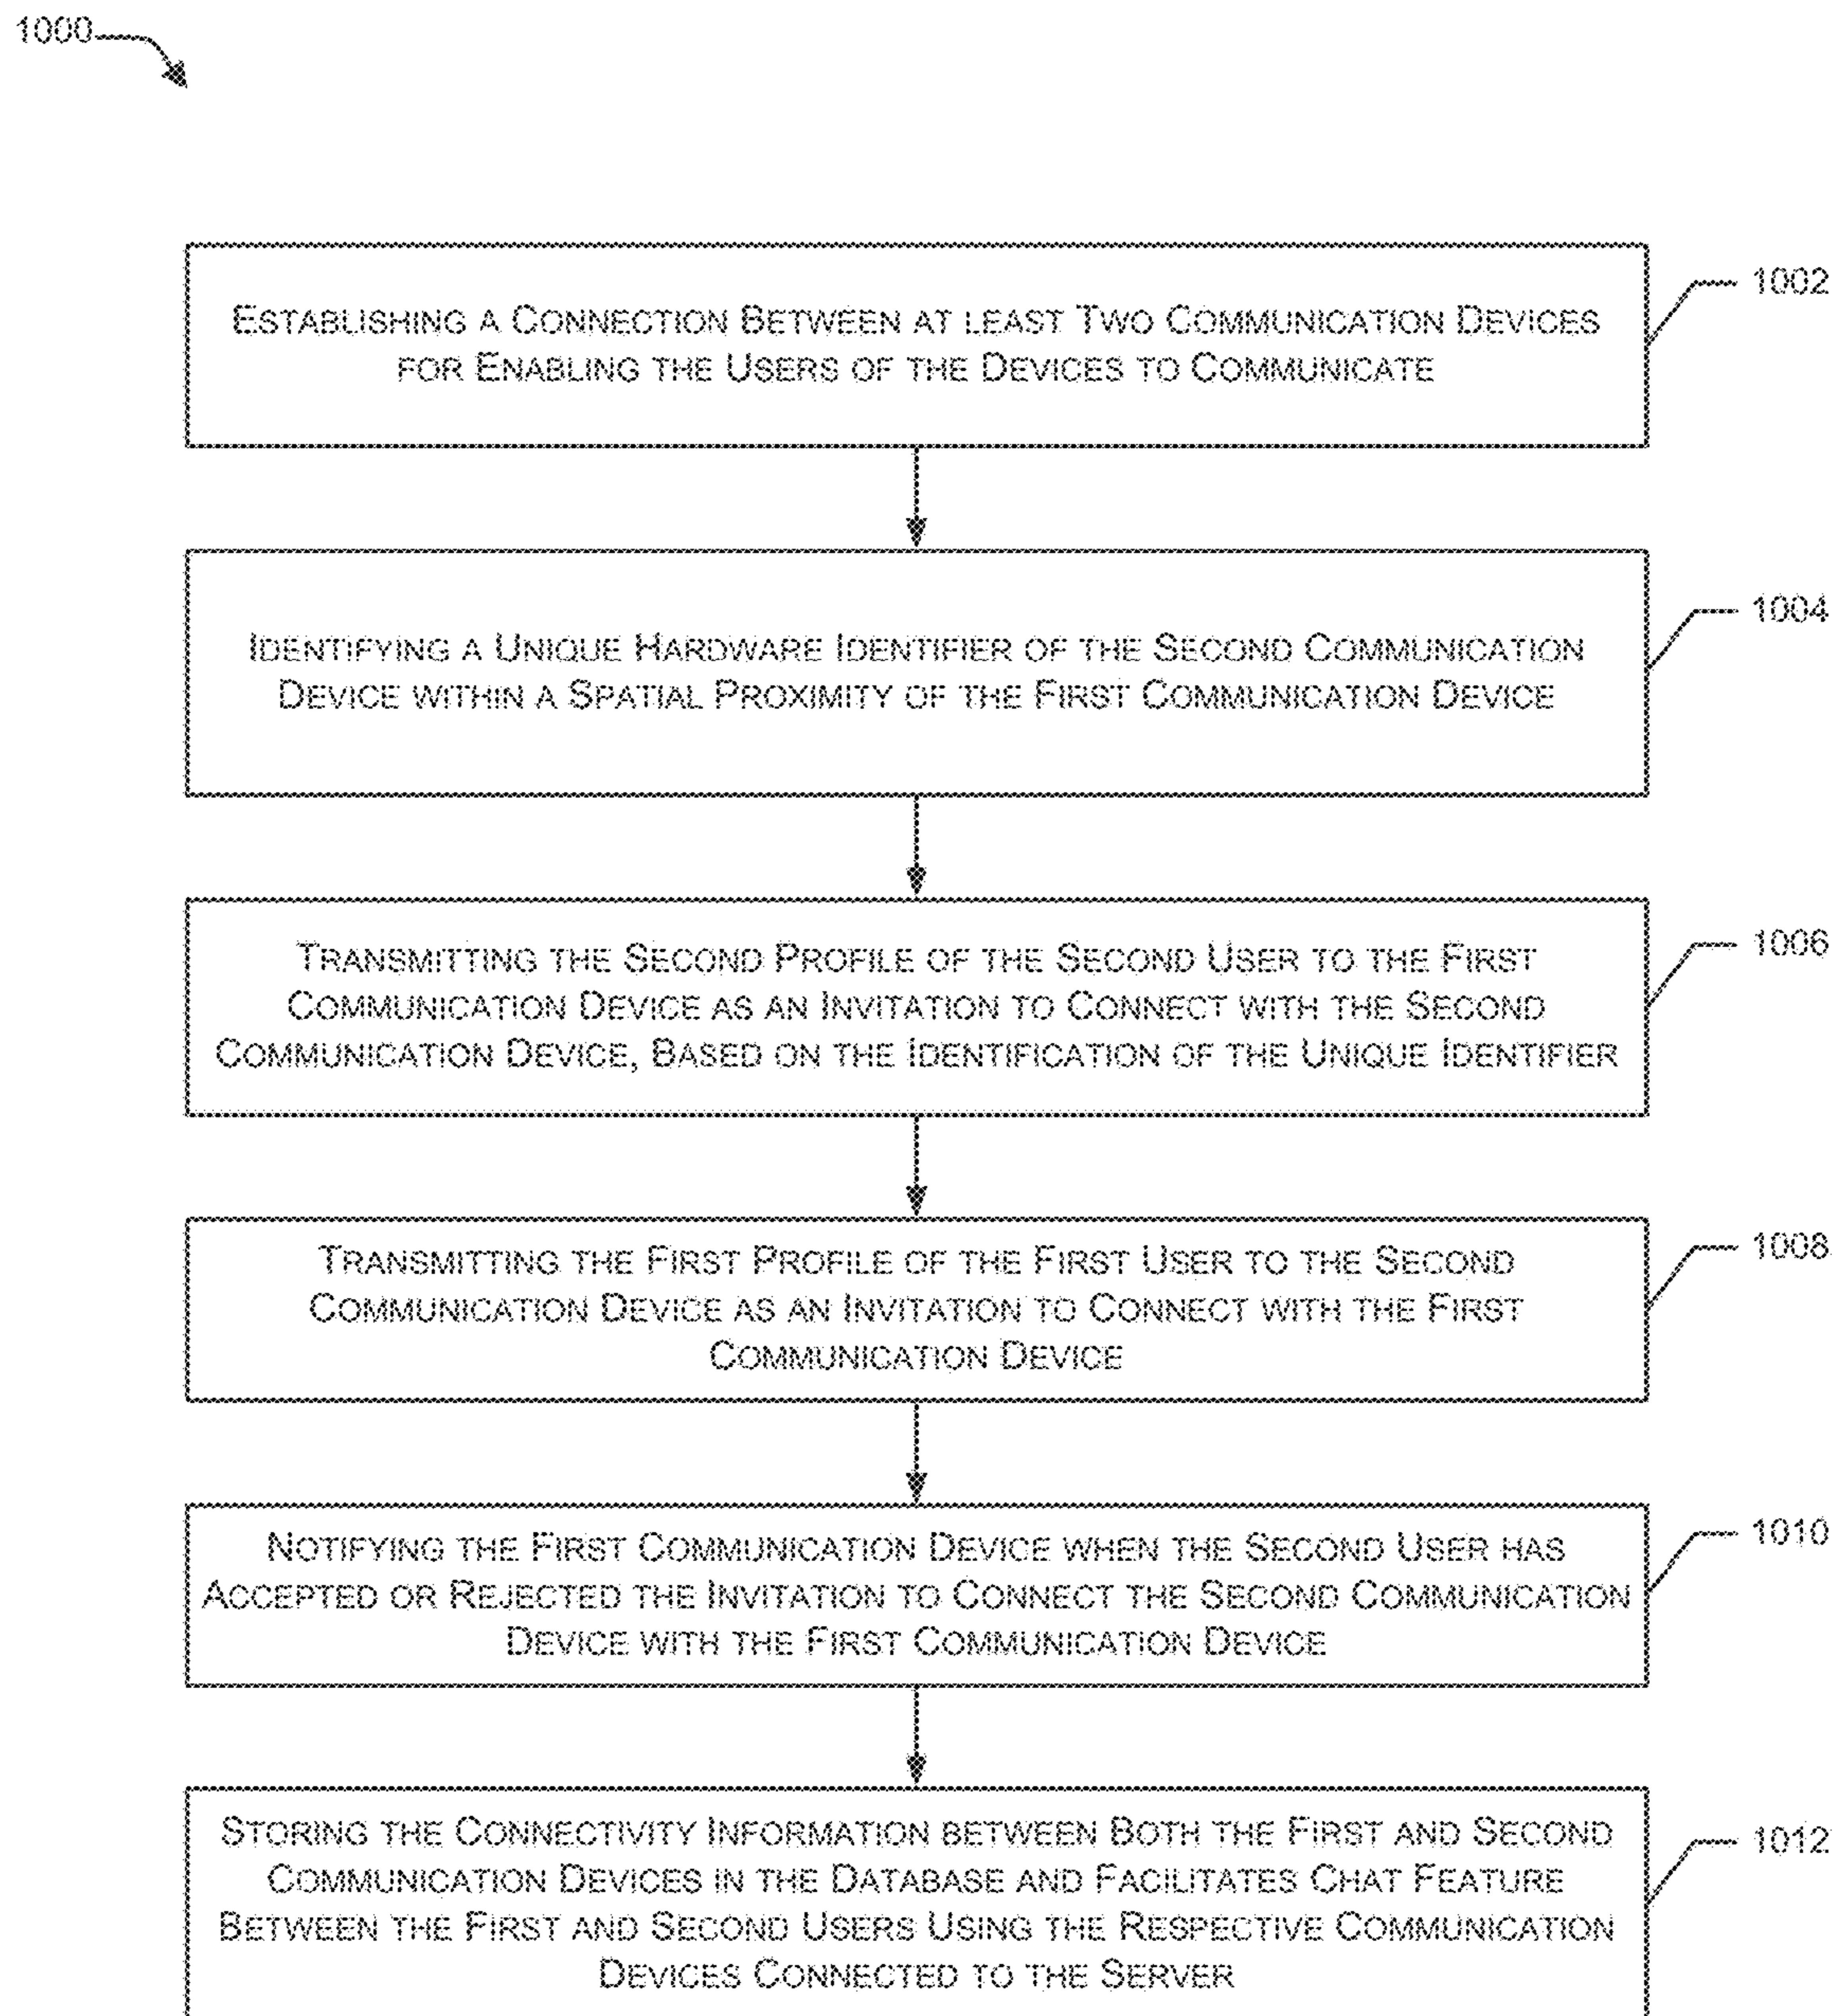 1000
ESTABLISHING A CONNECTION BETWEEN AT LEAST TWO COMMUNICATION DEVICES
FOR ENABLING THE USERS OF THE DEVICES TO COMMUNICATE
1002
IDENTIFYING A UNIQUE HARDWARE IDENTIFIER OF THE SECOND COMMUNICATION
DEVICE WITHIN A SPATIAL PROXIMITY OF THE FIRST COMMUNICATION DEVICE
1004
TRANSMITTING THE SECOND PROFILE OF THE SECOND USER TO THE FIRST
COMMUNICATION DEVICE AS AN INVITATION TO CONNECT WITH THE SECOND
COMMUNICATION DEVICE, BASED ON THE IDENTIFICATION OF THE UNIQUE IDENTIFIER
1006
TRANSMITTING THE FIRST PROFILE OF THE FIRST USER TO THE SECOND
COMMUNICATION DEVICE AS AN INVITATION TO CONNECT WITH THE FIRST
COMMUNICATION DEVICE
1008
NOTIFYING THE FIRST COMMUNICATION DEVICE WHEN THE SECOND USER HAS
ACCEPTED OR REJECTED THE INVITATION TO CONNECT THE SECOND COMMUNICATION
DEVICE WITH THE FIRST COMMUNICATION DEVICE
1010
STORING THE CONNECTIVITY INFORMATION BETWEEN BOTH THE FIRST AND SECOND
COMMUNICATION DEVICES IN THE DATABASE AND FACILITATES CHAT FEATURE
BETWEEN THE FIRST AND SECOND USERS USING THE RESPECTIVE COMMUNICATION
DEVICES CONNECTED TO THE SERVER
1012